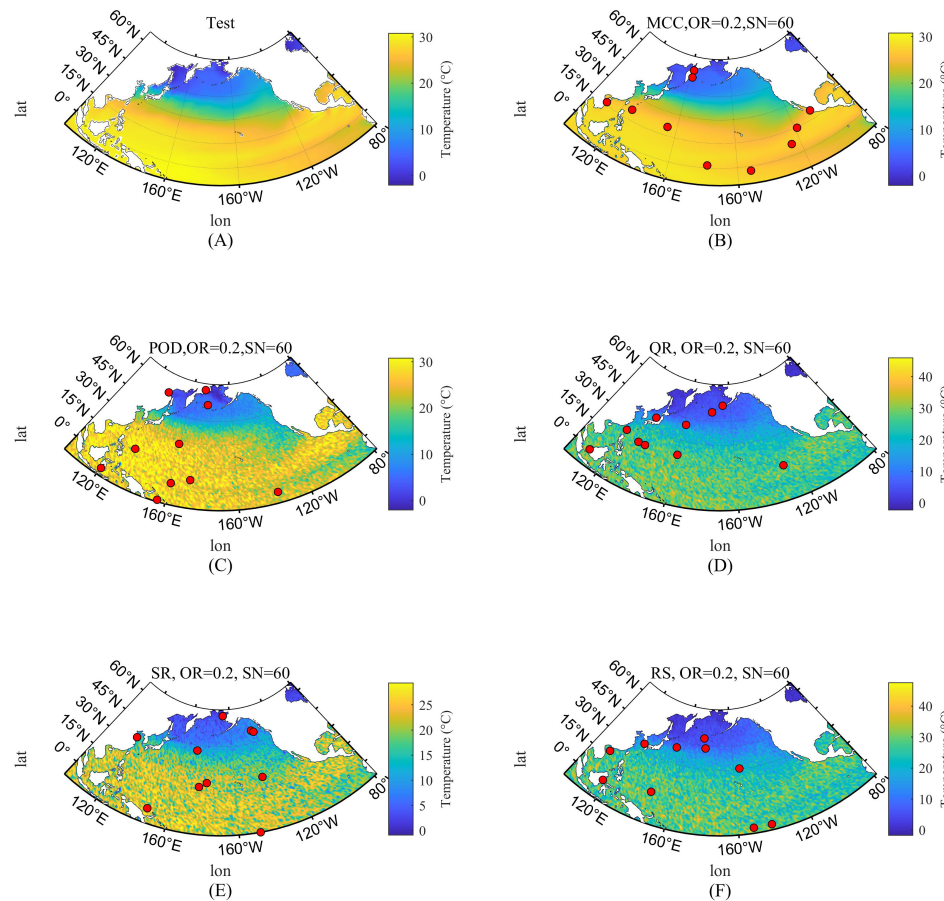 Test
60°N
45°N
30°N
15°N
0°
lat
120°E
160°E
160°W
120°W
80°
lon
(A)
30
20
10
0
Temperature (°C)
MCC,OR=0.2,SN=60
60°N
45°N
30°N
15°N
0°
lat
120°E
160°E
160°W
120°W
80°
lon
(B)
30
20
10
0
Temperature (°C)
POD,OR=0.2,SN=60
60°N
45°N
30°N
15°N
0°
lat
120°E
160°E
160°W
120°W
80°
lon
(C)
30
20
10
0
Temperature (°C)
QR, OR=0.2, SN=60
60°N
45°N
30°N
15°N
0°
lat
120°E
160°E
160°W
120°W
80°
lon
(D)
40
30
20
10
0
Temperature (°C)
SR, OR=0.2, SN=60
60°N
45°N
30°N
15°N
0°
lat
120°E
160°E
160°W
120°W
80°
lon
(E)
25
20
15
10
5
0
Temperature (°C)
RS, OR=0.2, SN=60
60°N
45°N
30°N
15°N
0°
lat
120°E
160°E
160°W
120°W
80°
lon
(F)
40
30
20
10
0
Temperature (°C)